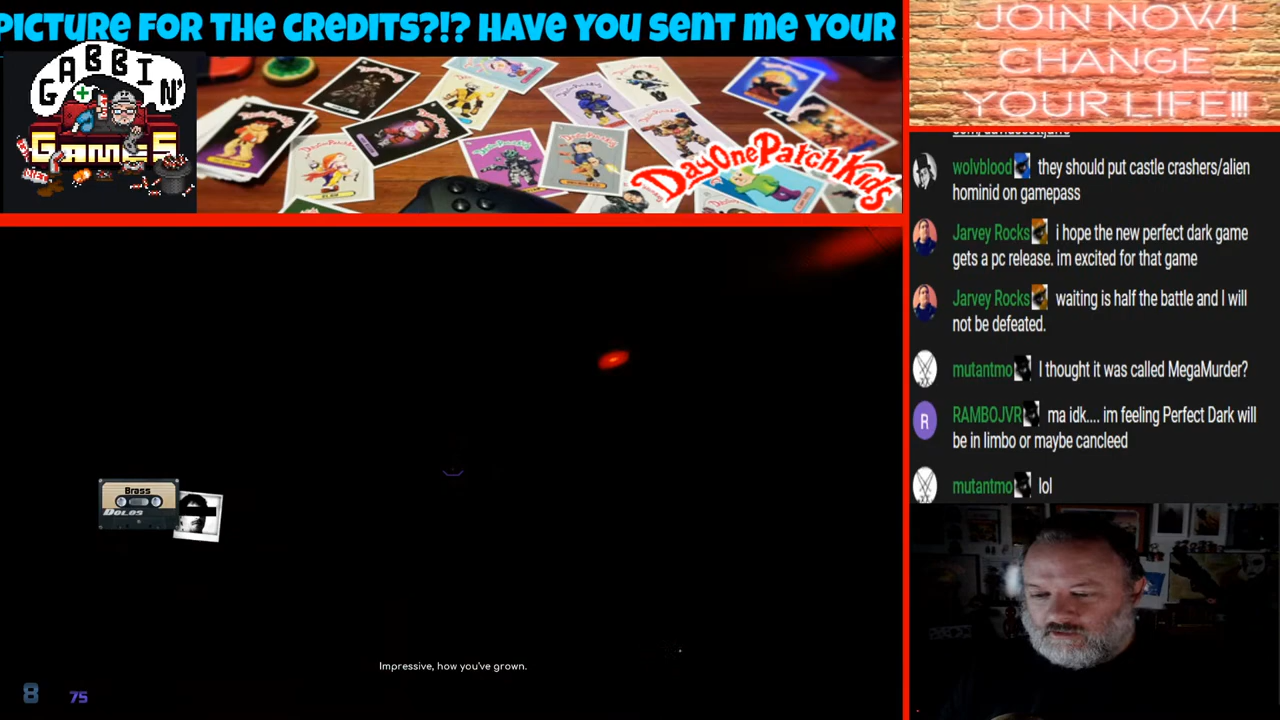 PICTURE FOR THE CREDITS?!? HAVE YOU SENT ME YOUR
GABBIN'
GAMES
DayOnePatchKids
JOIN NOW!
CHANGE
YOUR LIFE!!!
wolvblood they should put castle crashers/alien
hominid on gamepass
Jarvey Rocks i hope the new perfect dark game
gets a pc release. im excited for that game
Jarvey Rocks waiting is half the battle and I will
not be defeated.
mutantmo I thought it was called MegaMurder?
R
RAMBOJVR ma idk.... im feeling Perfect Dark will
be in limbo or maybe cancleed
mutantmo lol
Brass
DOLOS
Impressive, how you've grown.
8 75